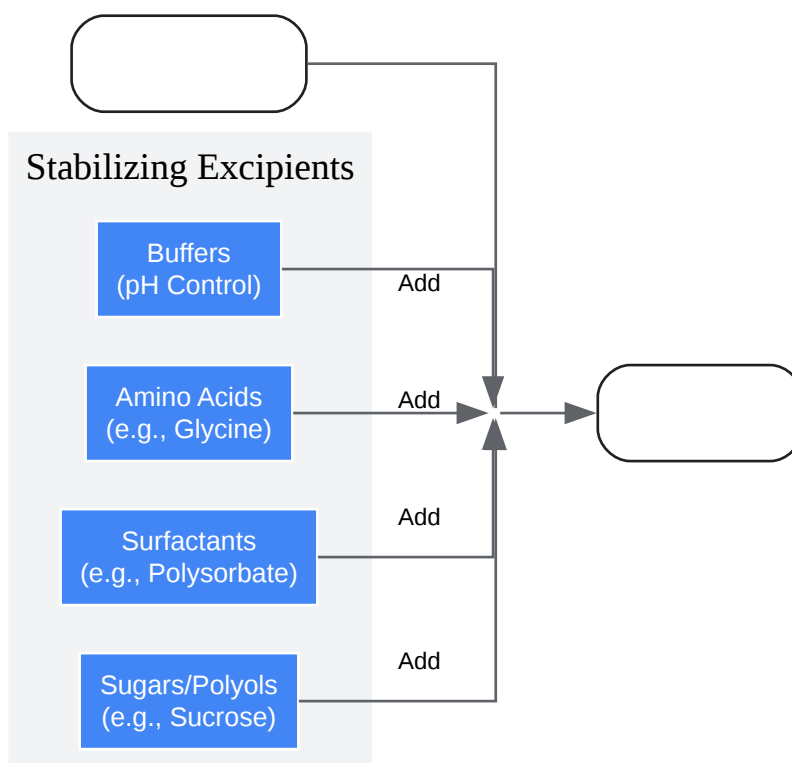 Stabilizing Excipients
Buffers
(pH Control)
Add
Amino Acids
(e.g., Glycine)
Add
Surfactants
(e.g., Polysorbate)
Add
Sugars/Polyols
(e.g., Sucrose)
Add